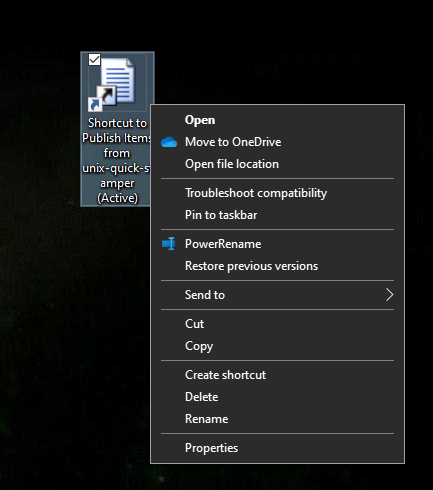 Shortcut to
Publish Items
from
unix-quick-st
amper
(Active)
Open
Move to OneDrive
Open file location
Troubleshoot compatibility
Pin to taskbar
PowerRename
Restore previous versions
Send to
Cut
Copy
Create shortcut
Delete
Rename
Properties